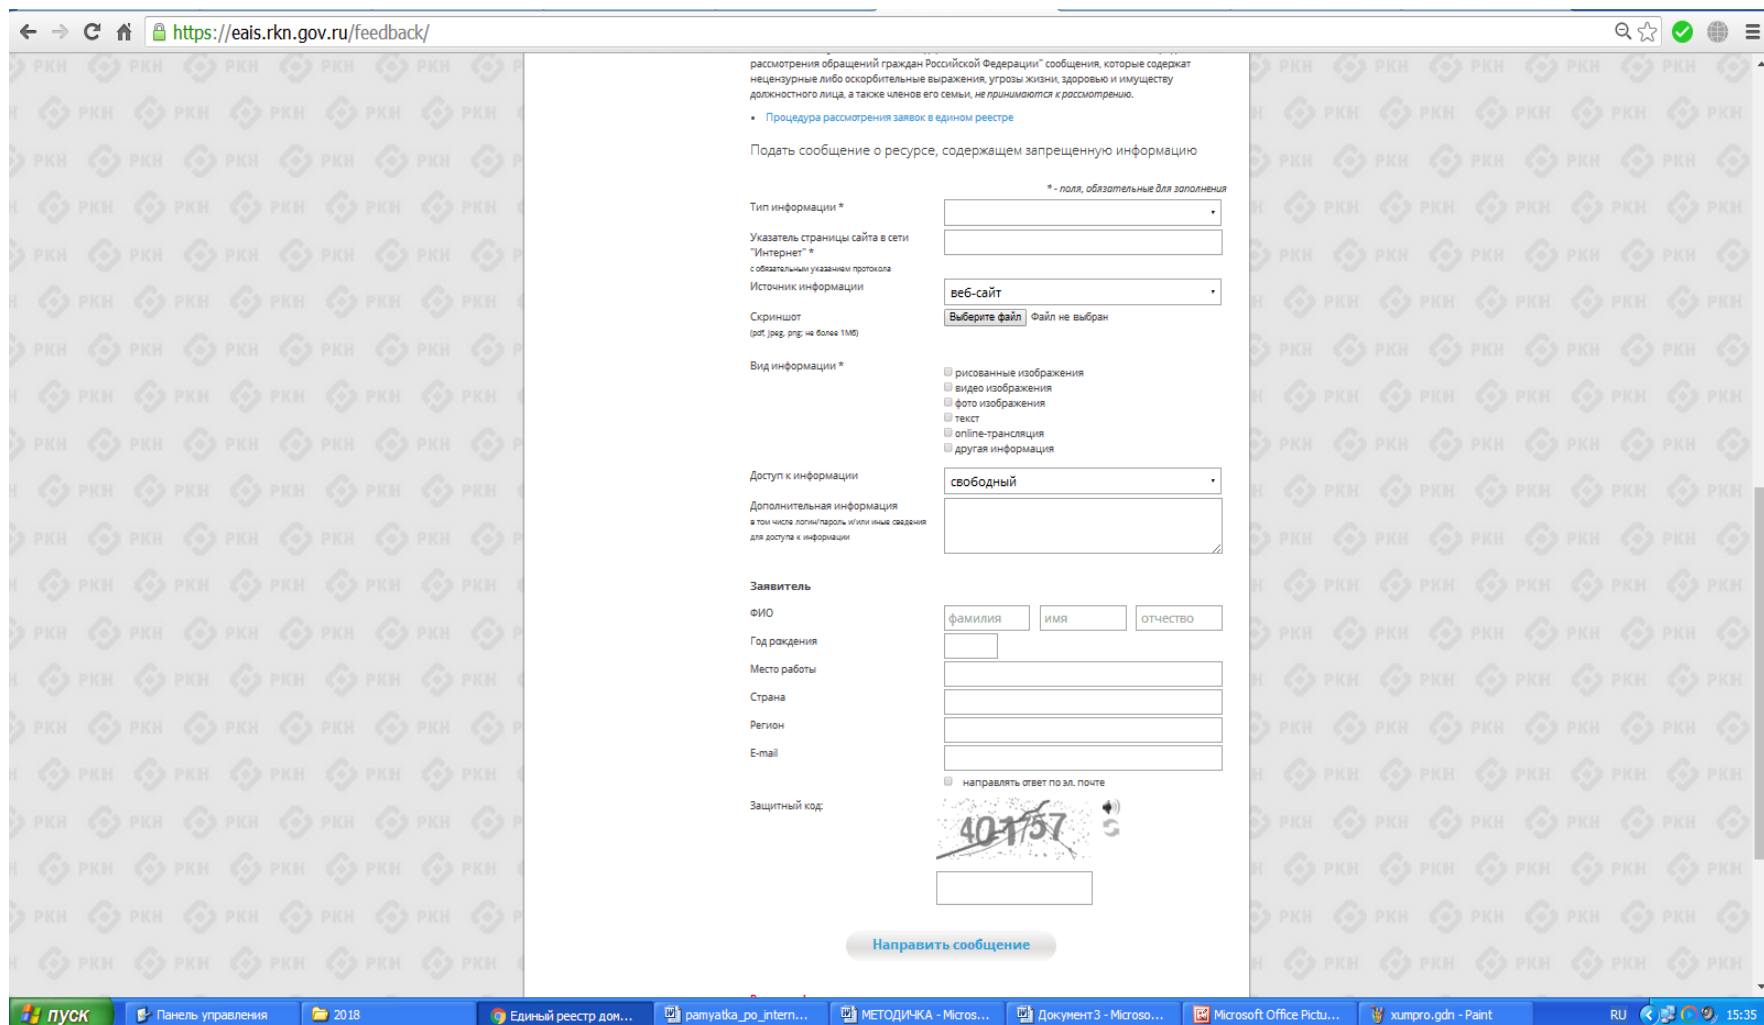 https://eais.rkn.gov.ru/feedback/
рассмотрения обращений граждан Российской Федерации" сообщения, которые содержат
нецензурные либо оскорбительные выражения, угрозы жизни, здоровью и имуществу
должностного лица, а также членов его семьи, не принимаются к рассмотрению.
• Процедура рассмотрения заявок в едином реестре
Подать сообщение о ресурсе, содержащем запрещенную информацию
* - поля, обязательные для заполнения
Тип информации *
Указатель страницы сайта в сети
"Интернет" *
с обязательным указанием протокола
Источник информации
веб-сайт
Скриншот
(pdf, jpeg, png; не более 1Мб)
Выберите файл Файл не выбран
Вид информации *
рисованные изображения
видео изображения
фото изображения
текст
online-трансляция
другая информация
Доступ к информации
свободный
Дополнительная информация
в том числе логин/пароль и/или иные сведения
для доступа к информации
Заявитель
ФИО
фамилия имя отчество
Год рождения
Место работы
Страна
Регион
E-mail
направлять ответ по эл. почте
Защитный код:
Направить сообщение
РКН
пуск
Панель управления
2018
Единый реестр дом...
pamyatka_po_intern...
МЕТОДИЧКА - Micros...
Документ3 - Microso...
Microsoft Office Pictu...
xumpro.gdn - Paint
RU
15:35